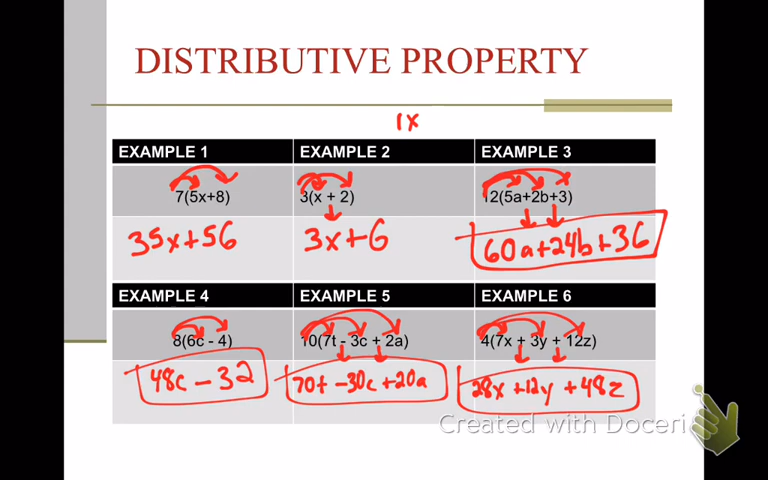 DISTRIBUTIVE PROPERTY
1x
EXAMPLE 1 EXAMPLE 2 EXAMPLE 3
7(5x+8) 3(x + 2) 12(5a+2b+3)
35x+56 3x+6 60a+24b+36
EXAMPLE 4 EXAMPLE 5 EXAMPLE 6
8(6c - 4) 10(7t - 3c + 2a) 4(7x + 3y + 12z)
48c - 32 70t - 30c + 20a 28x + 12y + 48z
Created with Doceri